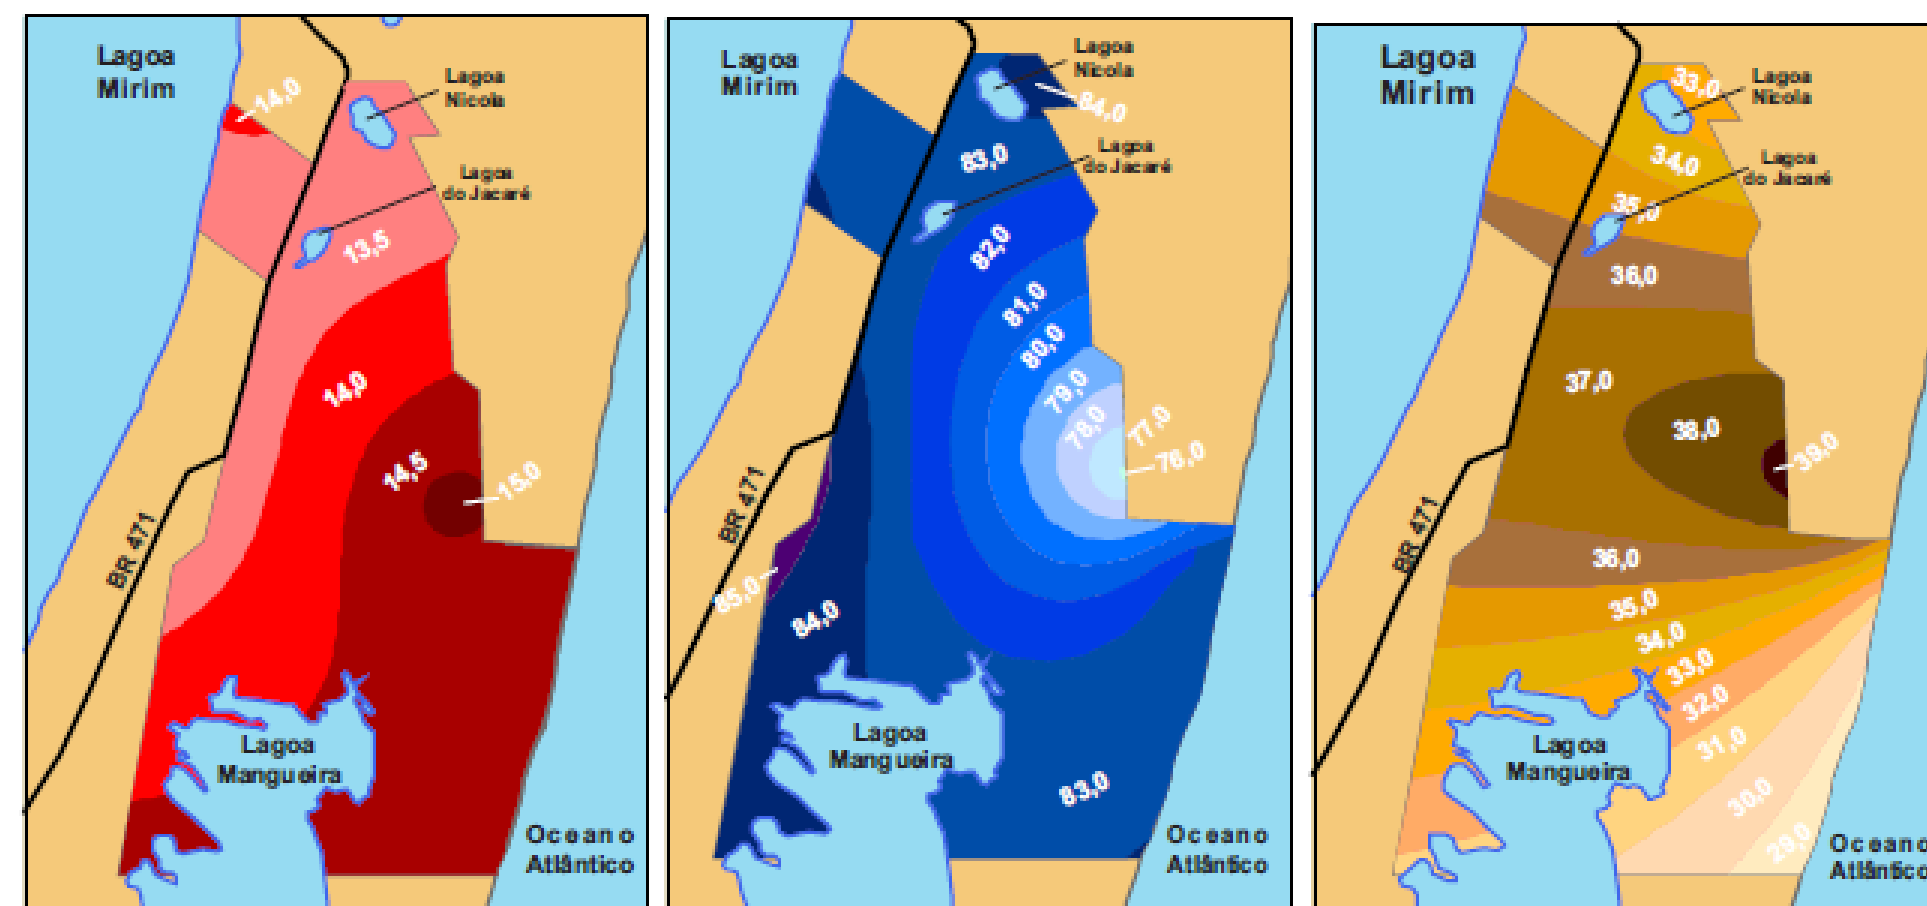 Lagoa
Mirim
14,0
Lagoa
Nicola
Lagoa
do Jacaré
13,5
14,0
14,5
15,0
BR 471
Lagoa
Mangueira
Oceano
Atlântico
Lagoa
Mirim
Lagoa
Nicola
84,0
83,0
Lagoa
do Jacaré
82,0
81,0
80,0
79,0
78,0
77,0
76,0
BR 471
85,0
84,0
Lagoa
Mangueira
83,0
Oceano
Atlântico
Lagoa
Mirim
33,0
Lagoa
Nicola
34,0
Lagoa
do Jacaré
35,0
36,0
37,0
38,0
39,0
BR 471
36,0
35,0
34,0
33,0
32,0
31,0
Lagoa
Mangueira
30,0
29,0
Oceano
Atlântico